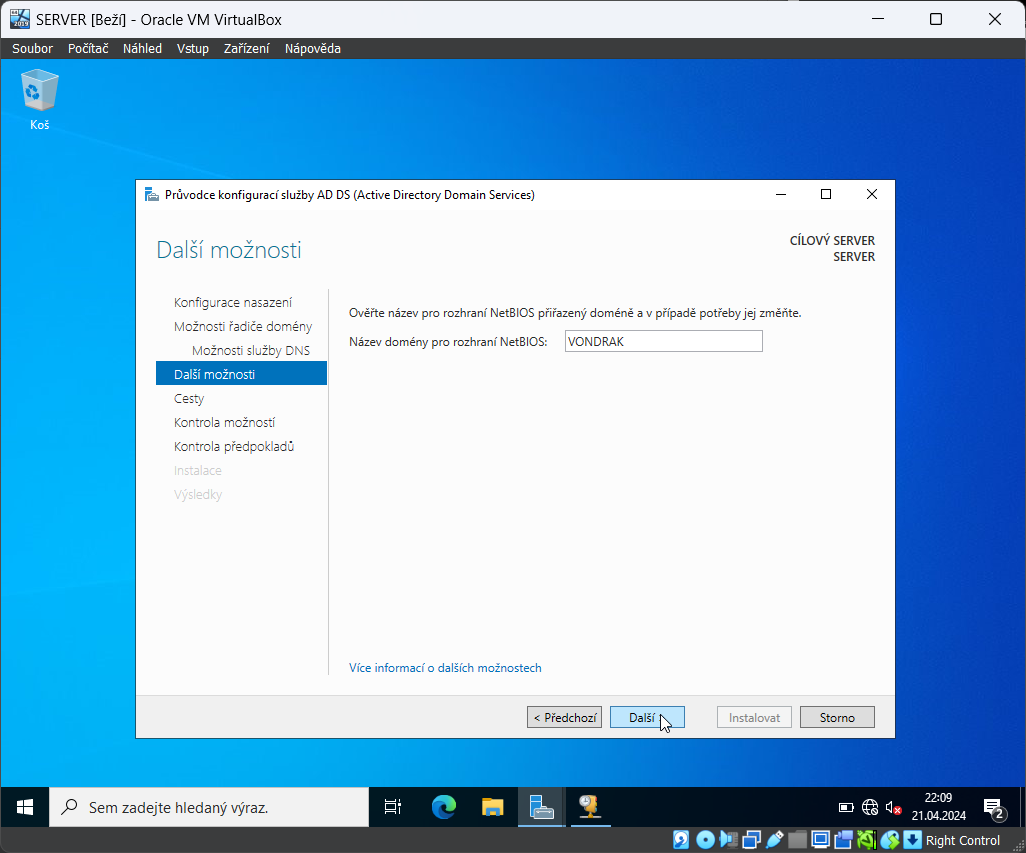 SERVER [Beží] - Oracle VM VirtualBox
Soubor Počítač Náhled Vstup Zařízení Nápověda
Koš
Průvodce konfigurací služby AD DS (Active Directory Domain Services)
Další možnosti
CÍLOVÝ SERVER
SERVER
Konfigurace nasazení
Možnosti řadiče domény
Možnosti služby DNS
Další možnosti
Cesty
Kontrola možností
Kontrola předpokladů
Instalace
Výsledky
Ověřte název pro rozhraní NetBIOS přiřazený doméně a v případě potřeby jej změňte.
Název domény pro rozhraní NetBIOS: VONDRAK
Více informací o dalších možnostech
< Předchozí Další Instalovat Storno
Sem zadejte hledaný výraz.
22:09
21.04.2024
2
Right Control